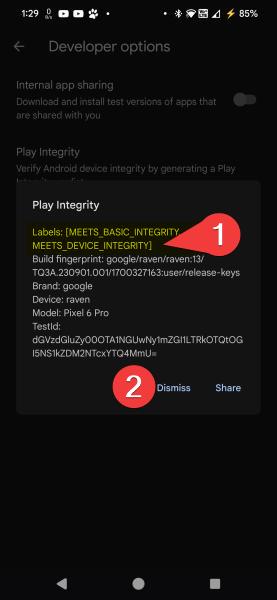 1:29 0 B/s 85%
Developer options
Internal app sharing
Download and install test versions of apps that
are shared with you
Play Integrity
Verify Android device integrity by generating a Play
Play Integrity
Labels: [MEETS_BASIC_INTEGRITY
MEETS_DEVICE_INTEGRITY]
1
Build fingerprint: google/raven/raven:13/
TQ3A.230901.001/1700327163:user/release-keys
Brand: google
Device: raven
Model: Pixel 6 Pro
TestId:
dGVzdGluZy00OTA1NGUwNy1mZGI1LTRkOTQtOG
I5NS1kZDM2NTcxYTQ4MmU=
2
Dismiss Share